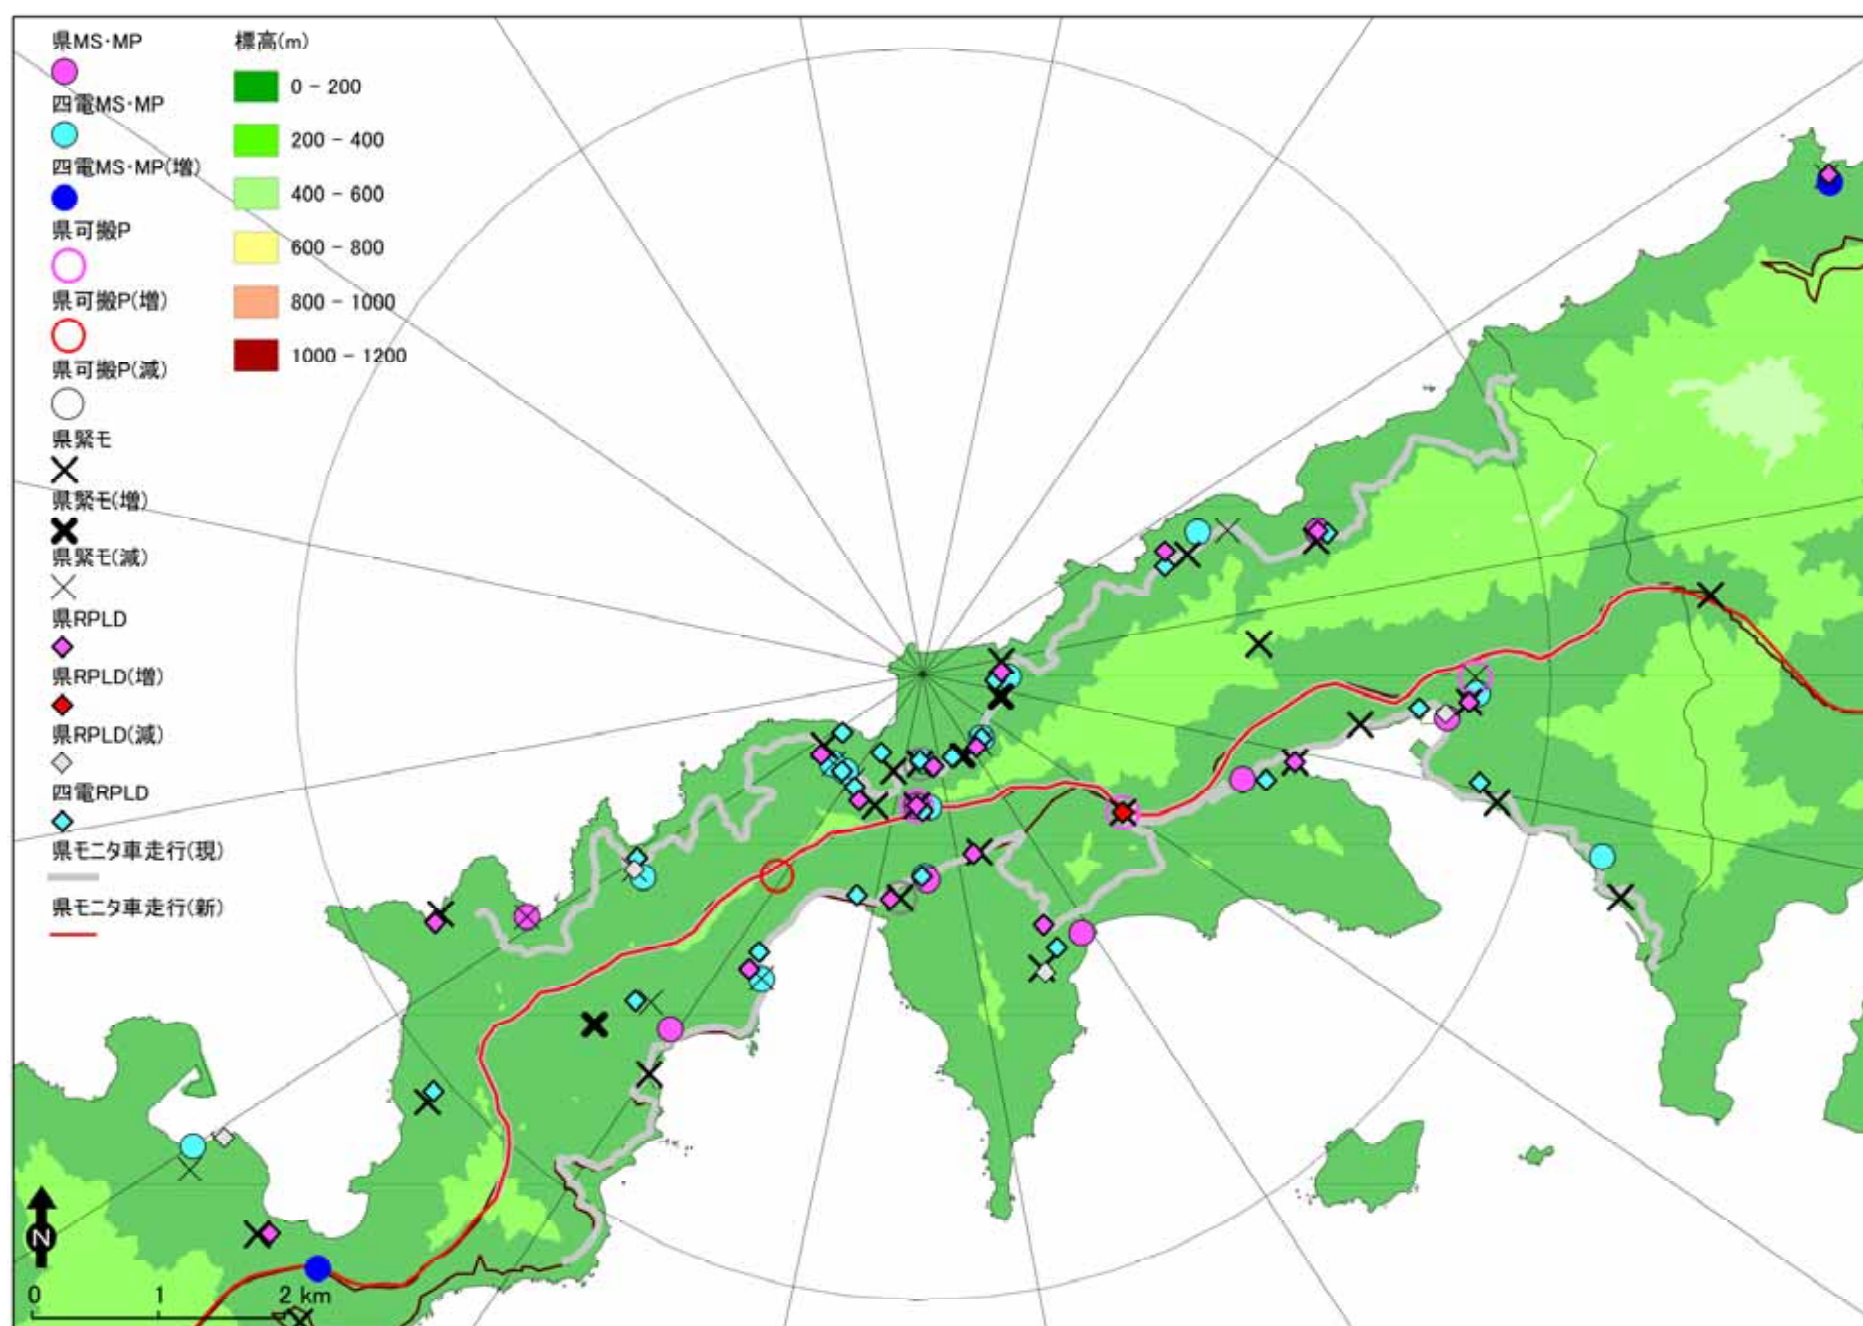 県MS・MP
四電MS・MP
四電MS・MP(増)
県可搬P
県可搬P(増)
県可搬P(減)
県緊モ
県緊モ(増)
県緊モ(減)
県RPLD
県RPLD(増)
県RPLD(減)
四電RPLD
県モニタ車走行(現)
県モニタ車走行(新)
標高(m)
0 - 200
200 - 400
400 - 600
600 - 800
800 - 1000
1000 - 1200
N
0 1 2 km